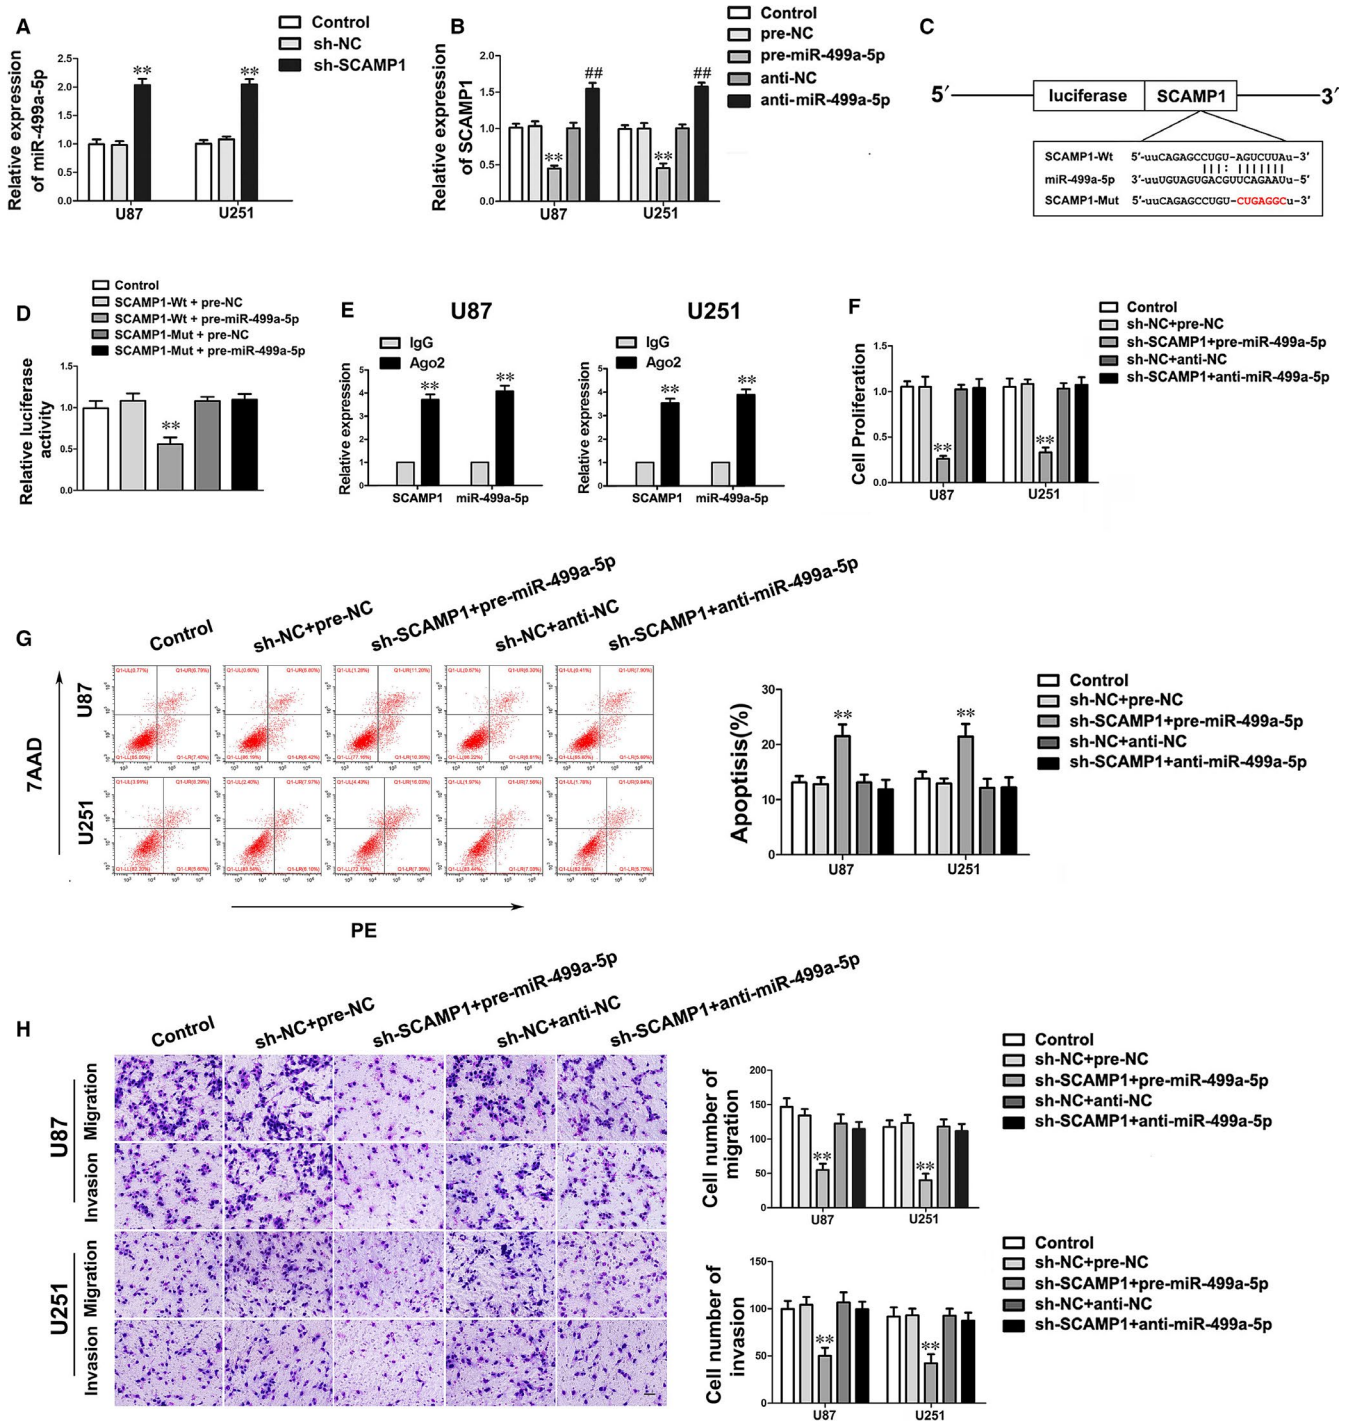 A
Control
sh-NC
sh-SCAMP1
Relative expression
of miR-499a-5p
2.5
2.0
1.5
1.0
0.5
0.0
**
**
U87
U251
B
Control
pre-NC
pre-miR-499a-5p
anti-NC
anti-miR-499a-5p
Relative expression
of SCAMP1
2.0
1.5
1.0
0.5
0.0
**
##
**
##
U87
U251
C
5′
luciferase
SCAMP1
3′
SCAMP1-Wt 5′-uuCAGAGCCUGU-AGUCUUAu-3′
miR-499a-5p 3′-uuUGUAGUGACGUUCAGAAUu-5′
SCAMP1-Mut 5′-uuCAGAGCCUGU-CUGAGGCu-3′
D
Control
SCAMP1-Wt + pre-NC
SCAMP1-Wt + pre-miR-499a-5p
SCAMP1-Mut + pre-NC
SCAMP1-Mut + pre-miR-499a-5p
Relative luciferase
activity
1.5
1.0
0.5
0.0
**
E
U87
IgG
Ago2
Relative expression
5
4
3
2
1
0
**
**
SCAMP1
miR-499a-5p
U251
IgG
Ago2
Relative expression
5
4
3
2
1
0
**
**
SCAMP1
miR-499a-5p
F
Control
sh-NC+pre-NC
sh-SCAMP1+pre-miR-499a-5p
sh-NC+anti-NC
sh-SCAMP1+anti-miR-499a-5p
Cell Proliferation
1.5
1.0
0.5
0.0
**
**
U87
U251
G
Control
sh-NC+pre-NC
sh-SCAMP1+pre-miR-499a-5p
sh-NC+anti-NC
sh-SCAMP1+anti-miR-499a-5p
7AAD
U87
U251
PE
Control
sh-NC+pre-NC
sh-SCAMP1+pre-miR-499a-5p
sh-NC+anti-NC
sh-SCAMP1+anti-miR-499a-5p
Apoptisis(%)
30
20
10
0
**
**
U87
U251
H
Control
sh-NC+pre-NC
sh-SCAMP1+pre-miR-499a-5p
sh-NC+anti-NC
sh-SCAMP1+anti-miR-499a-5p
U87
Migration
Invasion
U251
Migration
Invasion
Control
sh-NC+pre-NC
sh-SCAMP1+pre-miR-499a-5p
sh-NC+anti-NC
sh-SCAMP1+anti-miR-499a-5p
Cell number of
migration
200
150
100
50
0
**
**
U87
U251
Control
sh-NC+pre-NC
sh-SCAMP1+pre-miR-499a-5p
sh-NC+anti-NC
sh-SCAMP1+anti-miR-499a-5p
Cell number of
invasion
150
100
50
0
**
**
U87
U251